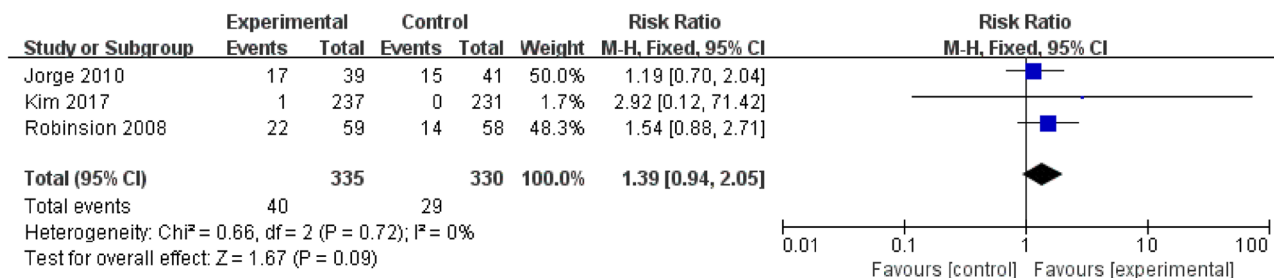 Experimental Control Risk Ratio Risk Ratio
Study or Subgroup Events Total Events Total Weight M-H, Fixed, 95% CI M-H, Fixed, 95% CI
Jorge 2010 17 39 15 41 50.0% 1.19 [0.70, 2.04]
Kim 2017 1 237 0 231 1.7% 2.92 [0.12, 71.42]
Robinsion 2008 22 59 14 58 48.3% 1.54 [0.88, 2.71]
Total (95% CI) 335 330 100.0% 1.39 [0.94, 2.05]
Total events 40 29
Heterogeneity: Chi² = 0.66, df = 2 (P = 0.72); I² = 0%
Test for overall effect: Z = 1.67 (P = 0.09)
0.01 0.1 1 10 100
Favours [control] Favours [experimental]